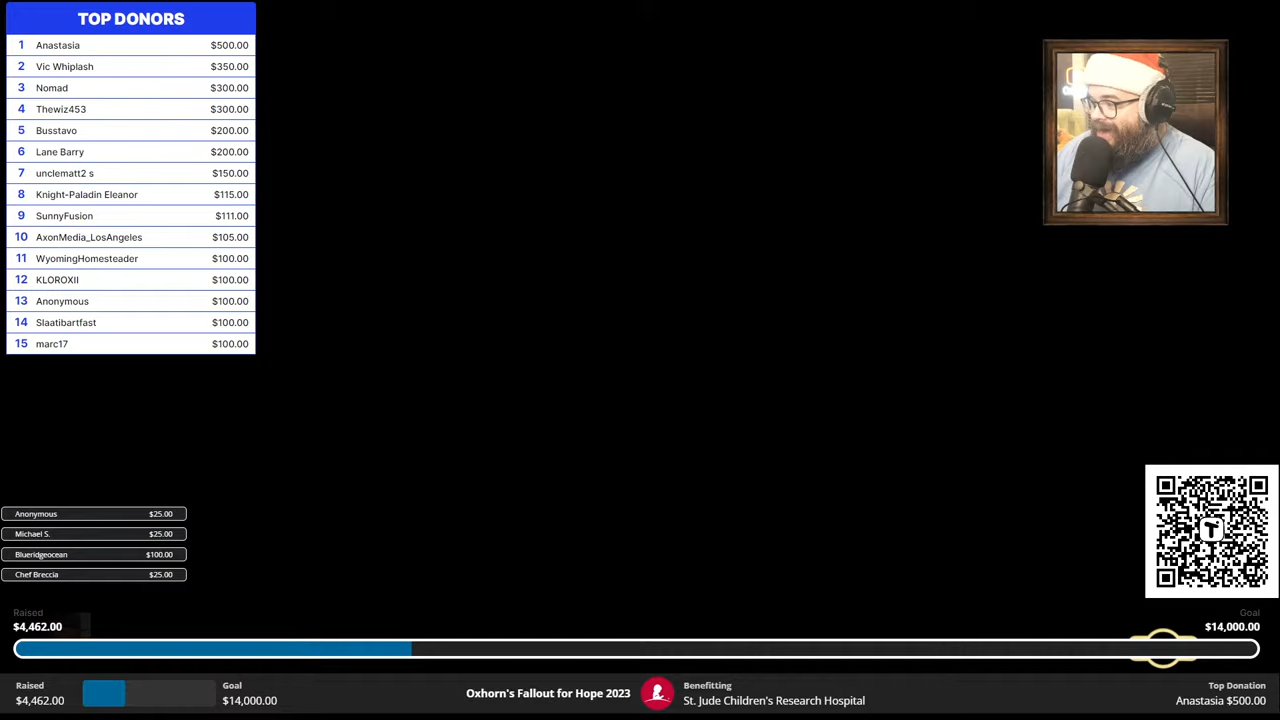 TOP DONORS
1 Anastasia $500.00
2 Vic Whiplash $350.00
3 Nomad $300.00
4 Thewiz453 $300.00
5 Busstavo $200.00
6 Lane Barry $200.00
7 unclematt2 s $150.00
8 Knight-Paladin Eleanor $115.00
9 SunnyFusion $111.00
10 AxonMedia_LosAngeles $105.00
11 WyomingHomesteader $100.00
12 KLOROXII $100.00
13 Anonymous $100.00
14 Slaatibartfast $100.00
15 marc17 $100.00
Anonymous $25.00
Michael S. $25.00
Blueridgeocean $100.00
Chef Breccia $25.00
Raised Goal
$4,462.00 $14,000.00
Raised Goal Benefitting Top Donation
Oxhorn's Fallout for Hope 2023
$4,462.00 $14,000.00 St. Jude Children's Research Hospital Anastasia $500.00